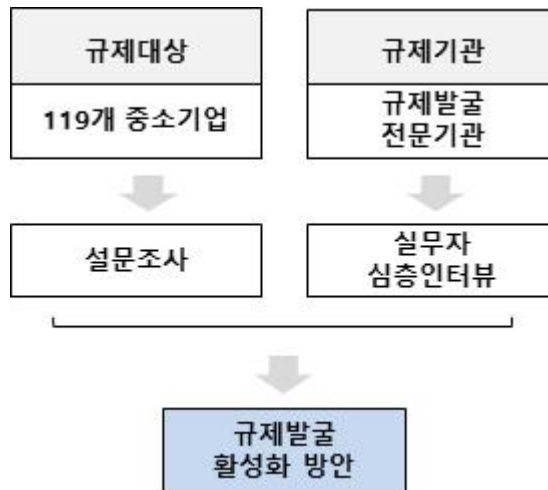 규제대상
119개 중소기업
설문조사
규제기관
규제발굴
전문기관
실무자
심층인터뷰
규제발굴
활성화 방안